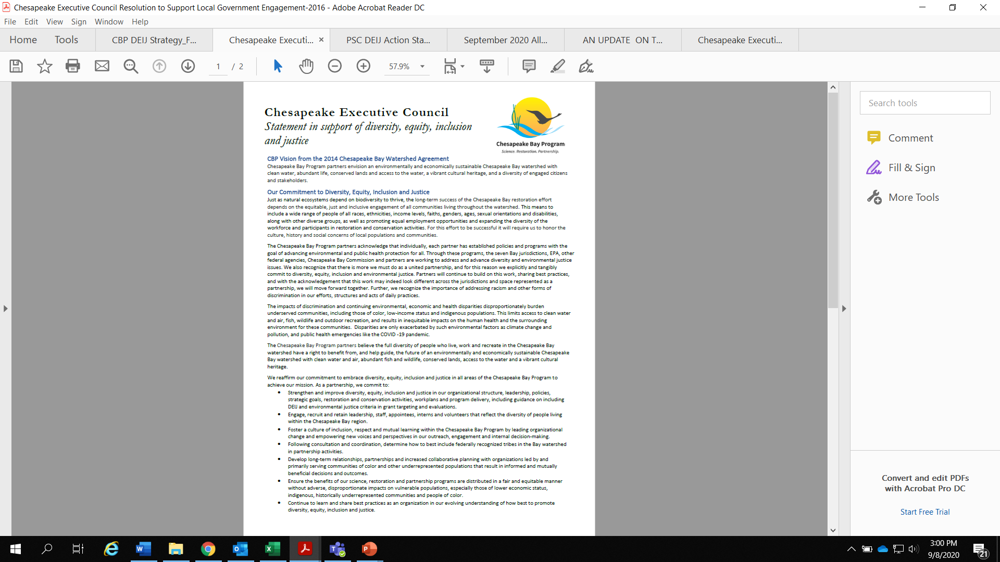 Chesapeake Executive Council Resolution to Support Local Government Engagement-2016 - Adobe Acrobat Reader DC
File Edit View Sign Window Help
Home Tools CBP DEIJ Strategy_F... Chesapeake Executi... × PSC DEIJ Action Sta... September 2020 All... AN UPDATE ON T... Chesapeake Executi...
1 / 2 57.9%
Chesapeake Executive Council
Statement in support of diversity, equity, inclusion
and justice
Chesapeake Bay Program
Science. Restoration. Partnership.
CBP Vision from the 2014 Chesapeake Bay Watershed Agreement
Chesapeake Bay Program partners envision an environmentally and economically sustainable Chesapeake Bay watershed with
clean water, abundant life, conserved lands and access to the water, a vibrant cultural heritage, and a diversity of engaged citizens
and stakeholders.
Our Commitment to Diversity, Equity, Inclusion and Justice
Just as natural ecosystems depend on biodiversity to thrive, the long-term success of the Chesapeake Bay restoration effort
depends on the equitable, just and inclusive engagement of all communities living throughout the watershed. This means to
include a wide range of people of all races, ethnicities, income levels, faiths, genders, ages, sexual orientations and disabilities,
along with other diverse groups, as well as promoting equal employment opportunities and expanding the diversity of the
workforce and participants in restoration and conservation activities. For this effort to be successful it will require us to honor the
culture, history and social concerns of local populations and communities.
The Chesapeake Bay Program partners acknowledge that individually, each partner has established policies and programs with the
goal of advancing environmental and public health protection for all. Through these programs, the seven Bay jurisdictions, EPA, other
federal agencies, Chesapeake Bay Commission and partners are working to address and advance diversity and environmental justice
issues. We also recognize that there is more we must do as a united partnership, and for this reason we explicitly and tangibly
commit to diversity, equity, inclusion and environmental justice. Partners will continue to build on this work, sharing best practices,
and with the acknowledgement that this work may indeed look different across the jurisdictions and space represented as a
partnership, we will move forward together. Further, we recognize the importance of addressing racism and other forms of
discrimination in our efforts, structures and acts of daily practices.
The impacts of discrimination and continuing environmental, economic and health disparities disproportionately burden
underserved communities, including those of color, low-income status and indigenous populations. This limits access to clean water
and air, fish, wildlife and outdoor recreation, and results in inequitable impacts on the human health and the surrounding
environment for these communities. Disparities are only exacerbated by such environmental factors as climate change and
pollution, and public health emergencies like the COVID -19 pandemic.
The Chesapeake Bay Program partners believe the full diversity of people who live, work and recreate in the Chesapeake Bay
watershed have a right to benefit from, and help guide, the future of an environmentally and economically sustainable Chesapeake
Bay watershed with clean water and air, abundant fish and wildlife, conserved lands, access to the water and a vibrant cultural
heritage.
We reaffirm our commitment to embrace diversity, equity, inclusion and justice in all areas of the Chesapeake Bay Program to
achieve our mission. As a partnership, we commit to:
• Strengthen and improve diversity, equity, inclusion and justice in our organizational structure, leadership, policies,
strategic goals, restoration and conservation activities, workplans and program delivery, including guidance on including
DEIJ and environmental justice criteria in grant targeting and evaluations.
• Engage, recruit and retain leadership, staff, appointees, interns and volunteers that reflect the diversity of people living
within the Chesapeake Bay region.
• Foster a culture of inclusion, respect and mutual learning within the Chesapeake Bay Program by leading organizational
change and empowering new voices and perspectives in our outreach, engagement and internal decision-making.
• Following consultation and coordination, determine how to best include federally recognized tribes in the Bay watershed
in partnership activities.
• Develop long-term relationships, partnerships and increased collaborative planning with organizations led by and
primarily serving communities of color and other underrepresented populations that result in informed and mutually
beneficial decisions and outcomes.
• Ensure the benefits of our science, restoration and partnership programs are distributed in a fair and equitable manner
without adverse, disproportionate impacts on vulnerable populations, especially those of lower economic status,
indigenous, historically underrepresented communities and people of color.
• Continue to learn and share best practices as an organization in our evolving understanding of how best to promote
diversity, equity, inclusion and justice.
Search tools
Comment
Fill & Sign
More Tools
Convert and edit PDFs
with Acrobat Pro DC
Start Free Trial
3:00 PM
9/8/2020
21